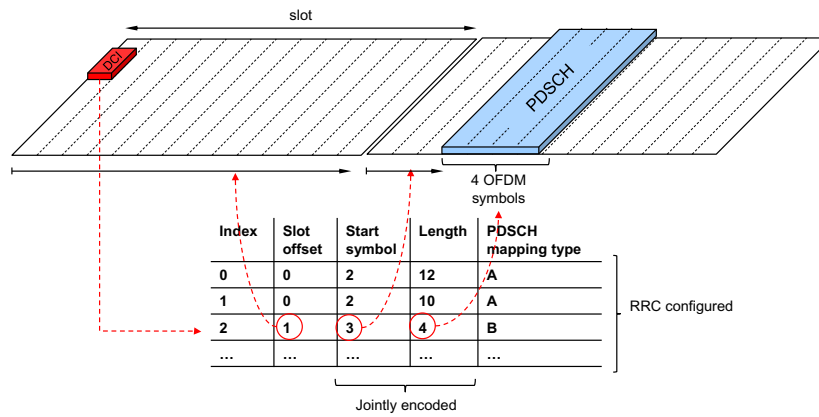 slot
DCI
PDSCH
4 OFDM
symbols
Index Slot offset Start symbol Length PDSCH mapping type
0 0 2 12 A
1 0 2 10 A
2 1 3 4 B
... ... ... ... ...
RRC configured
Jointly encoded